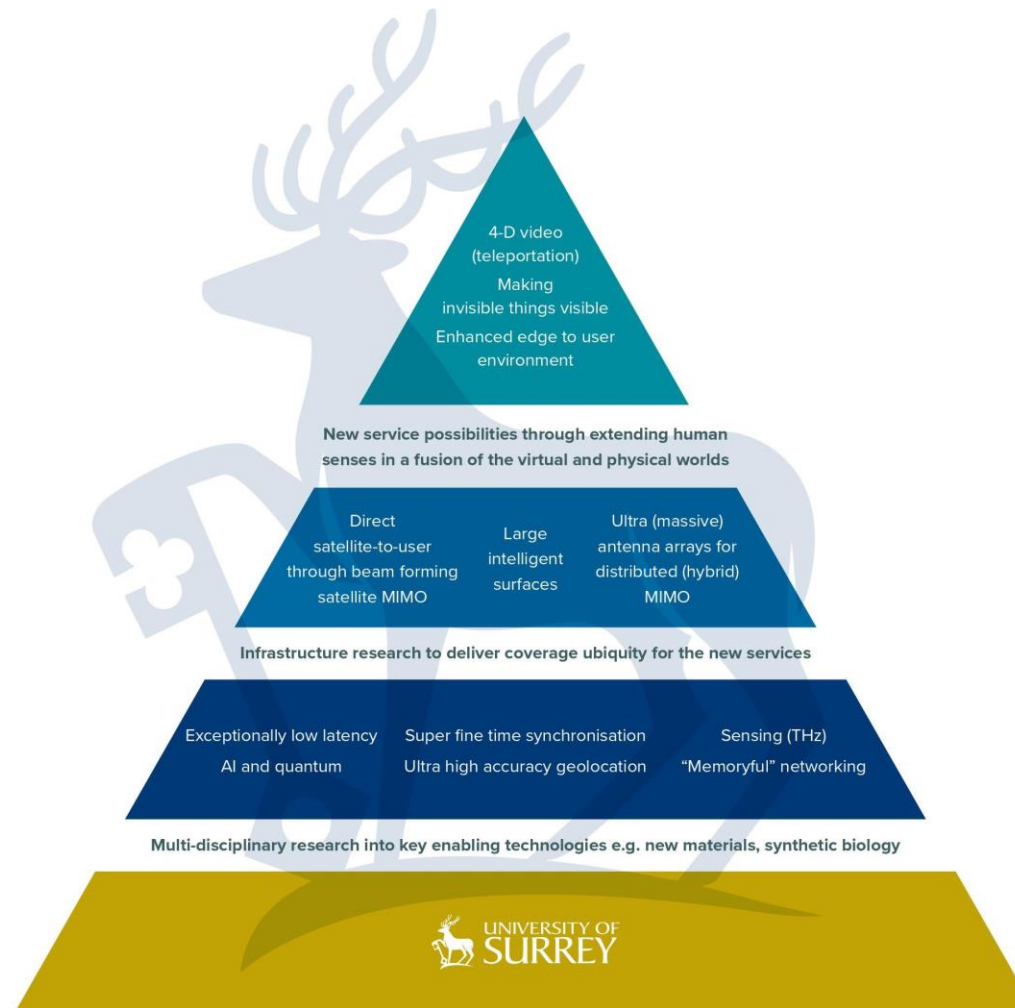 4-D video
(teleportation)
Making
invisible things visible
Enhanced edge to user
environment
New service possibilities through extending human
senses in a fusion of the virtual and physical worlds
Direct
satellite-to-user
through beam forming
satellite MIMO
Large
intelligent
surfaces
Ultra (massive)
antenna arrays for
distributed (hybrid)
MIMO
Infrastructure research to deliver coverage ubiquity for the new services
Exceptionally low latency
AI and quantum
Super fine time synchronisation
Ultra high accuracy geolocation
Sensing (THz)
“Memoryful” networking
Multi-disciplinary research into key enabling technologies e.g. new materials, synthetic biology
UNIVERSITY OF
SURREY